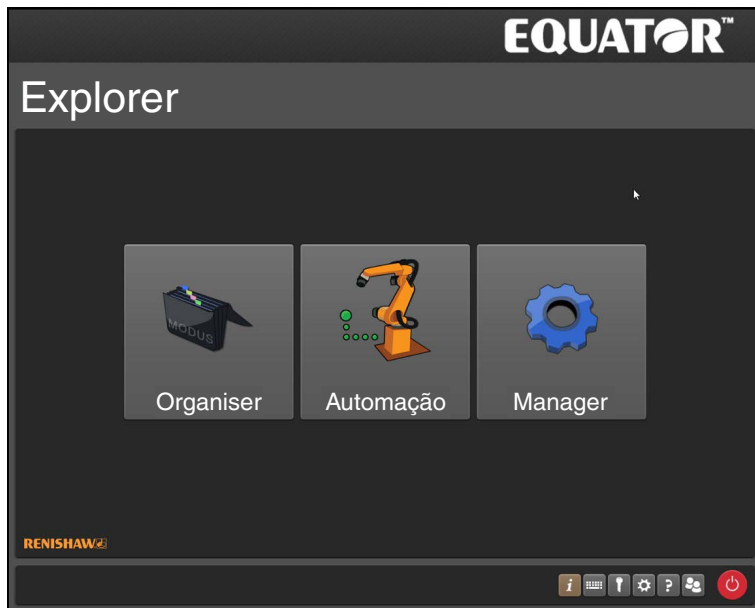 EQUATOR™
Explorer
MODUS
Organiser
Automação
Manager
RENISHAW
i
?